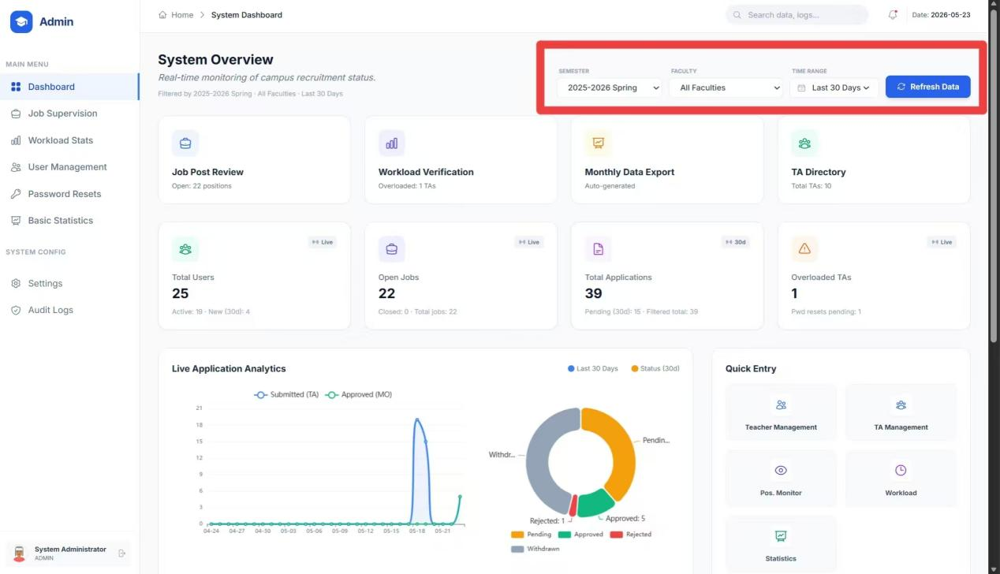 Admin
Home > System Dashboard
Search data, logs...
Date: 2026-05-23
MAIN MENU
Dashboard
Job Supervision
Workload Stats
User Management
Password Resets
Basic Statistics
SYSTEM CONFIG
Settings
Audit Logs
System Administrator
ADMIN
System Overview
Real-time monitoring of campus recruitment status.
Filtered by 2025-2026 Spring · All Faculties · Last 30 Days
SEMESTER
2025-2026 Spring
FACULTY
All Faculties
TIME RANGE
Last 30 Days
Refresh Data
Job Post Review
Open: 22 positions
Workload Verification
Overloaded: 1 TAs
Monthly Data Export
Auto-generated
TA Directory
Total TAs: 10
Live
Total Users
25
Active: 19 · New (30d): 4
Live
Open Jobs
22
Closed: 0 · Total jobs: 22
30d
Total Applications
39
Pending (30d): 15 · Filtered total: 39
Live
Overloaded TAs
1
Pwd resets pending: 1
Live Application Analytics
Last 30 Days Status (30d)
Submitted (TA) Approved (MO)
21
18
15
12
9
6
3
0
04-24 04-27 04-30 05-03 05-06 05-09 05-12 05-15 05-18 05-21
Pendin...
Withdr...
Rejected: 1
Approved: 5
Pending Approved Rejected
Withdrawn
Quick Entry
Teacher Management
TA Management
Pos. Monitor
Workload
Statistics